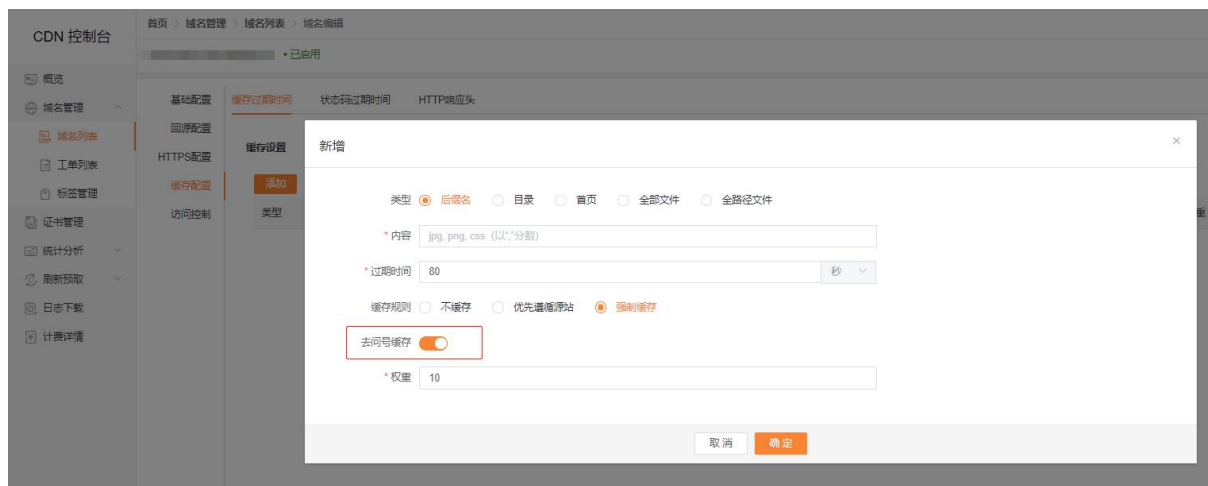 CDN 控制台
首页 > 域名管理 > 域名列表 > 域名编辑
• 已启用
概览
域名管理
域名列表
工单列表
标签管理
证书管理
统计分析
刷新预取
日志下载
计费详情
基础配置
回源配置
HTTPS配置
缓存配置
访问控制
缓存过期时间 状态码过期时间 HTTP响应头
缓存设置
添加
类型
重
新增
类型 后缀名 目录 首页 全部文件 全路径文件
* 内容 jpg, png, css (以","分割)
* 过期时间 80 秒
缓存规则 不缓存 优先遵循源站 强制缓存
去问号缓存
* 权重 10
取消 确定